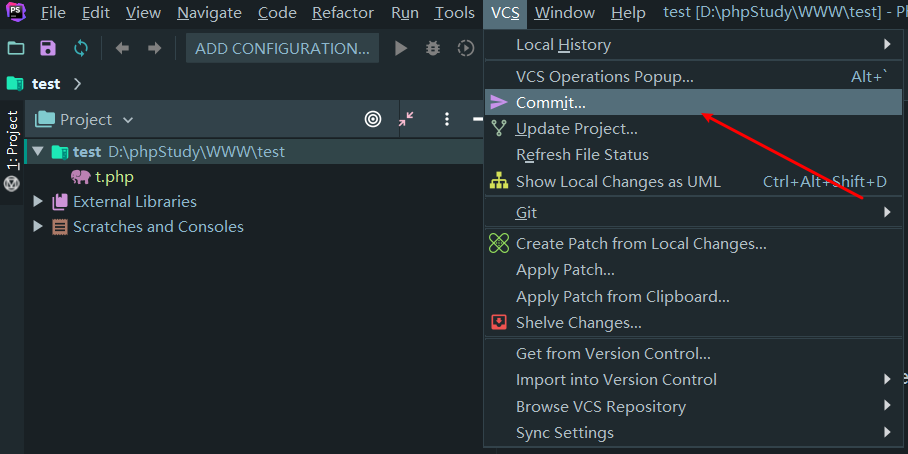 PS File Edit View Navigate Code Refactor Run Tools VCS Window Help test [D:\phpStudy\WWW\test] - P
ADD CONFIGURATION...
test
1: Project
Project
test D:\phpStudy\WWW\test
t.php
External Libraries
Scratches and Consoles
Local History
VCS Operations Popup... Alt+`
Commit...
Update Project...
Refresh File Status
Show Local Changes as UML Ctrl+Alt+Shift+D
Git
Create Patch from Local Changes...
Apply Patch...
Apply Patch from Clipboard...
Shelve Changes...
Get from Version Control...
Import into Version Control
Browse VCS Repository
Sync Settings